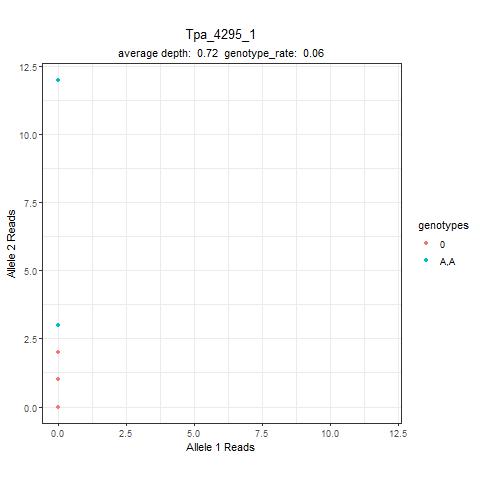 Tpa_4295_1
average depth: 0.72 genotype_rate: 0.06
12.5
10.0
7.5
5.0
2.5
0.0
Allele 2 Reads
0.0 2.5 5.0 7.5 10.0 12.5
Allele 1 Reads
genotypes
0
A,A